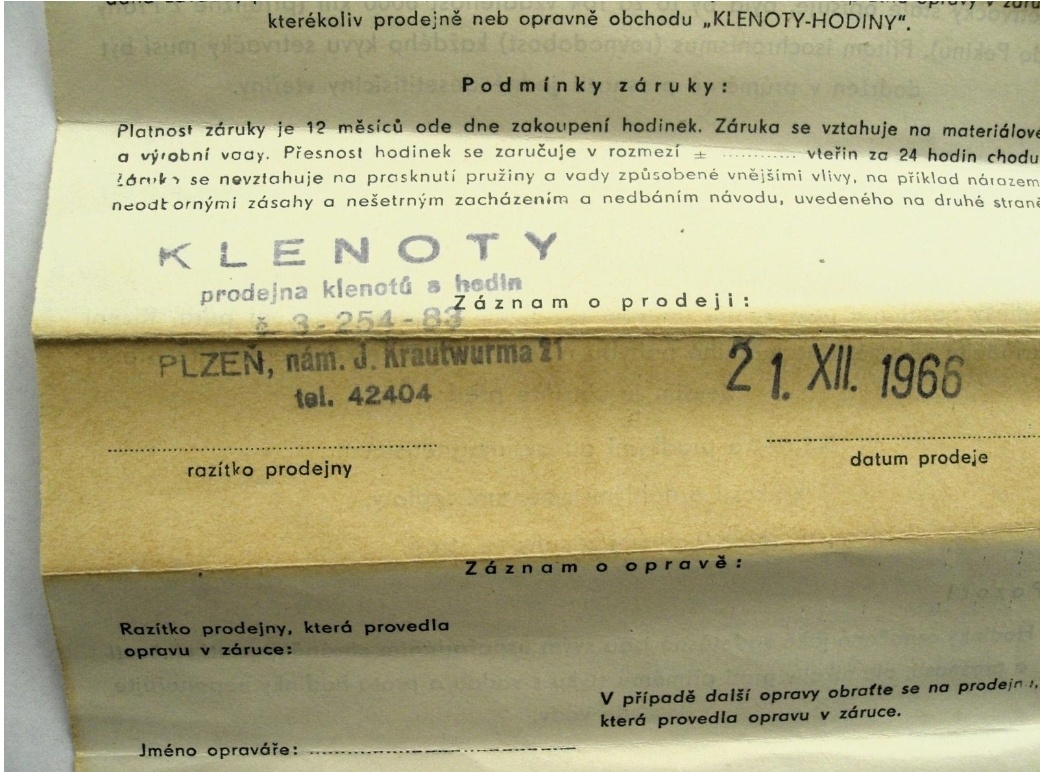 kterékoliv prodejně neb opravně obchodu „KLENOTY-HODINY“.
Podmínky záruky:
Platnost záruky je 12 měsíců ode dne zakoupení hodinek. Záruka se vztahuje na materiálové
a výrobní vady. Přesnost hodinek se zaručuje v rozmezí ± ............ vteřin za 24 hodin chodu
Záruka se nevztahuje na prasknutí pružiny a vady způsobené vnějšími vlivy, na příklad nárazem
neodbornými zásahy a nešetrným zacházením a nedbáním návodu, uvedeného na druhé straně
KLENOTY
prodejna klenotů a hodin
Záznam o prodeji:
č. 3-254-83
PLZEŇ, nám. J. Krautwurma 21
tel. 42404
21. XII. 1966
razítko prodejny
datum prodeje
Záznam o opravě:
Razítko prodejny, která provedla
opravu v záruce:
V případě další opravy obraťte se na prodejnu,
která provedla opravu v záruce.
Jméno opraváře: